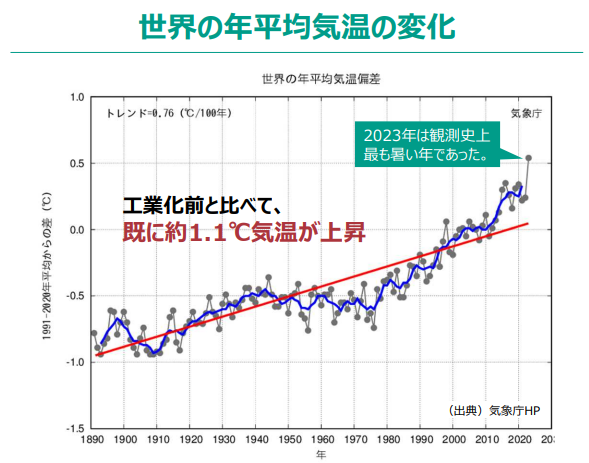 世界の年平均気温の変化
世界の年平均気温偏差
トレンド=0.76 (℃/100年)
気象庁
2023年は観測史上
最も暑い年であった。
工業化前と比べて、
既に約1.1℃気温が上昇
1991-2020年平均からの差 (℃)
1.0
0.5
0.0
-0.5
-1.0
-1.5
(出典)気象庁HP
1890 1900 1910 1920 1930 1940 1950 1960 1970 1980 1990 2000 2010 2020
年